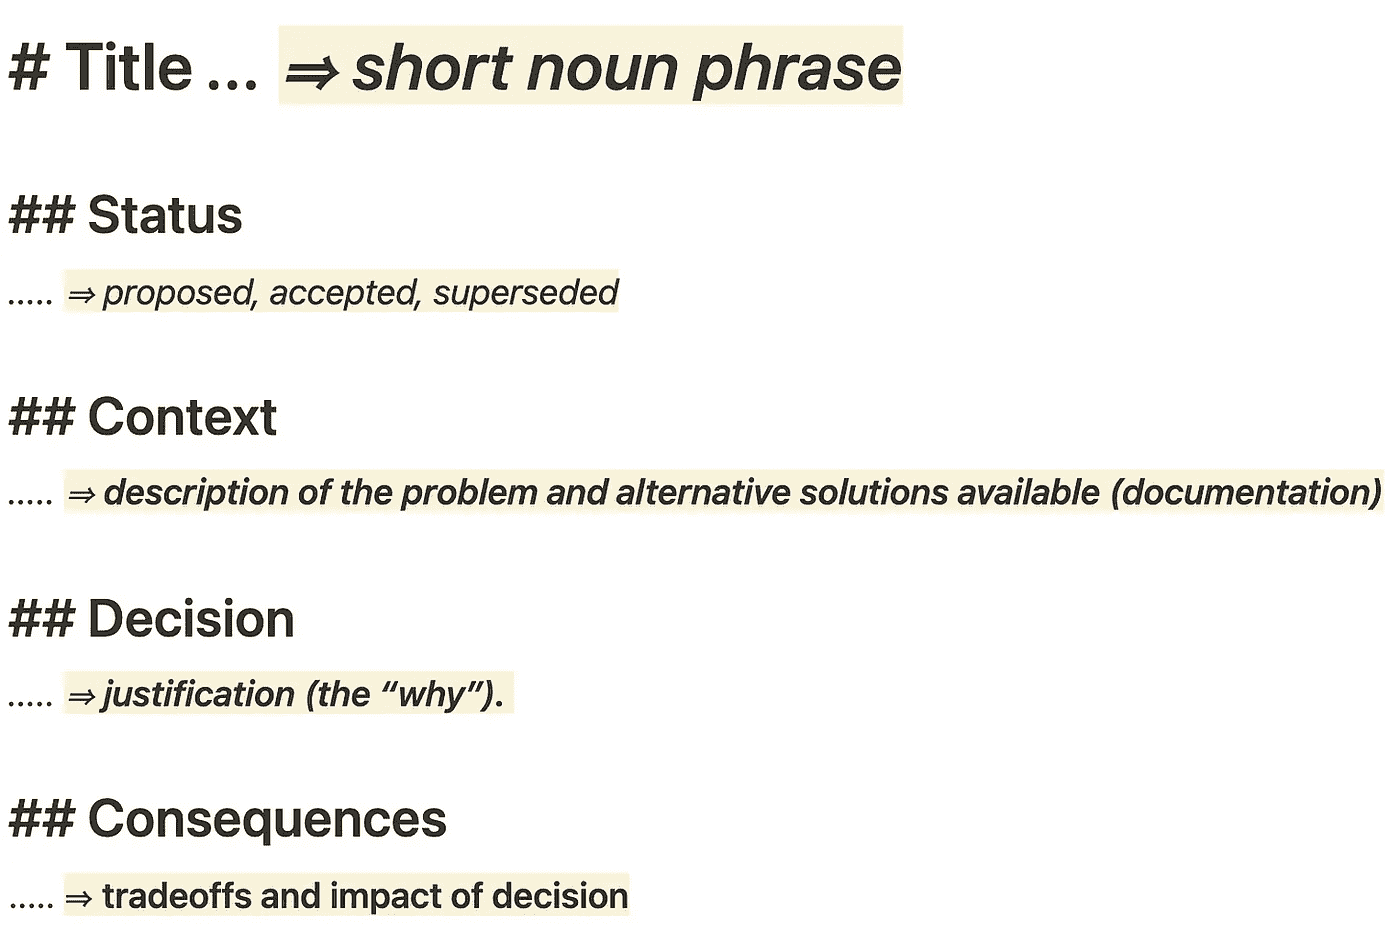 # Title ... ⇒ short noun phrase
## Status
..... ⇒ proposed, accepted, superseded
## Context
..... ⇒ description of the problem and alternative solutions available (documentation)
## Decision
..... ⇒ justification (the “why”).
## Consequences
..... ⇒ tradeoffs and impact of decision